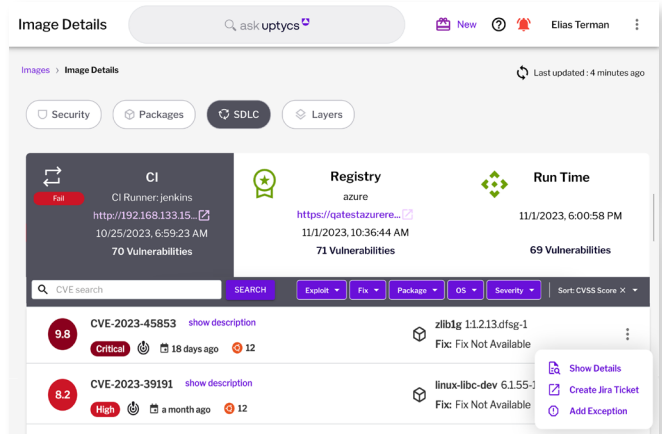 Image Details
ask uptycs
New
Elias Terman
Images > Image Details
Last updated : 4 minutes ago
Security
Packages
SDLC
Layers
CI
Fail
CI Runner: jenkins
http://192.168.133.15...
10/25/2023, 6:59:23 AM
70 Vulnerabilities
Registry
azure
https://qatestazurere...
11/1/2023, 10:36:44 AM
71 Vulnerabilities
Run Time
11/1/2023, 6:00:58 PM
69 Vulnerabilities
CVE search
SEARCH
Exploit
Fix
Package
OS
Severity
Sort: CVSS Score ×
9.8
CVE-2023-45853 show description
Critical 18 days ago 12
zlib1g 1:1.2.13.dfsg-1
Fix: Fix Not Available
8.2
CVE-2023-39191 show description
High a month ago 12
linux-libc-dev 6.1.55-1
Fix: Fix Not Available
Show Details
Create Jira Ticket
Add Exception